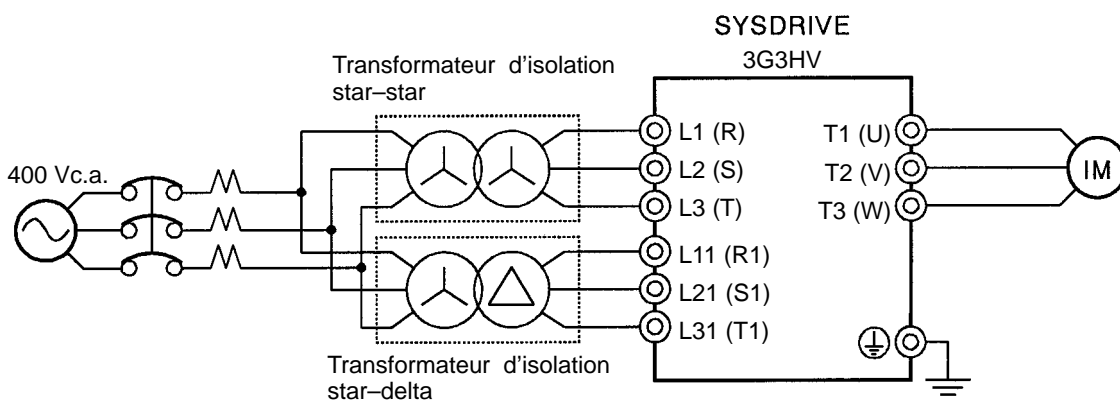 SYSDRIVE
3G3HV
Transformateur d'isolation
star–star
400 Vc.a.
L1 (R)
L2 (S)
L3 (T)
L11 (R1)
L21 (S1)
L31 (T1)
T1 (U)
T2 (V)
T3 (W)
IM
Transformateur d'isolation
star–delta